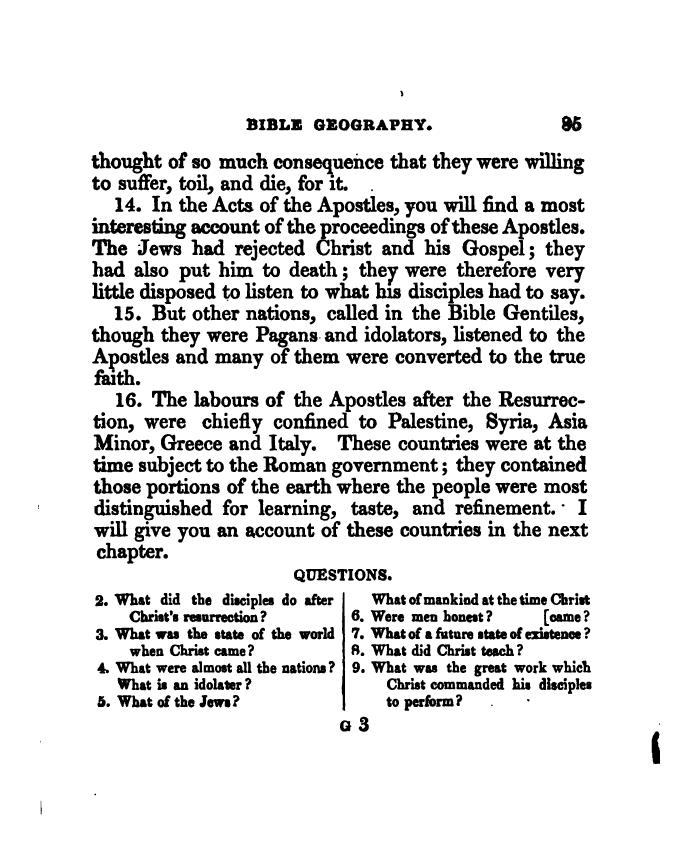 BIBLE GEOGRAPHY. 95
thought of so much consequence that they were willing
to suffer, toil, and die, for it.
14. In the Acts of the Apostles, you will find a most
interesting account of the proceedings of these Apostles.
The Jews had rejected Christ and his Gospel; they
had also put him to death; they were therefore very
little disposed to listen to what his disciples had to say.
15. But other nations, called in the Bible Gentiles,
though they were Pagans and idolators, listened to the
Apostles and many of them were converted to the true
faith.
16. The labours of the Apostles after the Resurrec-
tion, were chiefly confined to Palestine, Syria, Asia
Minor, Greece and Italy. These countries were at the
time subject to the Roman government; they contained
those portions of the earth where the people were most
distinguished for learning, taste, and refinement. I
will give you an account of these countries in the next
chapter.
QUESTIONS.
2. What did the disciples do after
Christ's resurrection?
3. What was the state of the world
when Christ came?
4. What were almost all the nations?
What is an idolater?
5. What of the Jews?
What of mankind at the time Christ
6. Were men honest? [came?
7. What of a future state of existence?
8. What did Christ teach?
9. What was the great work which
Christ commanded his disciples
to perform?
G 3